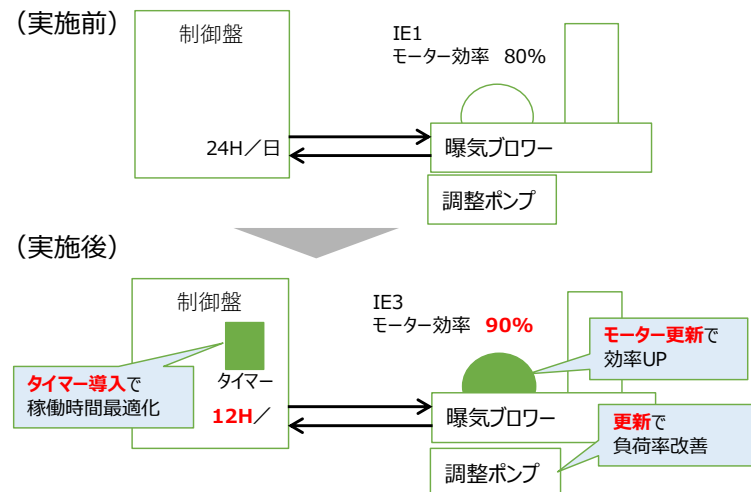 （実施前）
制御盤
IE1
モーター効率 80%
24H／日
曝気ブロワー
調整ポンプ
（実施後）
制御盤
IE3
モーター効率 90%
モーター更新で
効率UP
タイマー導入で
稼働時間最適化
タイマー
12H／
曝気ブロワー
更新で
負荷率改善
調整ポンプ